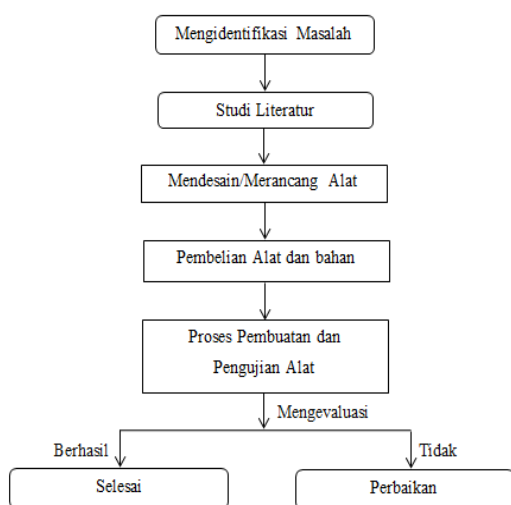 Mengidentifikasi Masalah
Studi Literatur
Mendesain/Merancang Alat
Pembelian Alat dan bahan
Proses Pembuatan dan
Pengujian Alat
Mengevaluasi
Berhasil
Tidak
Selesai
Perbaikan